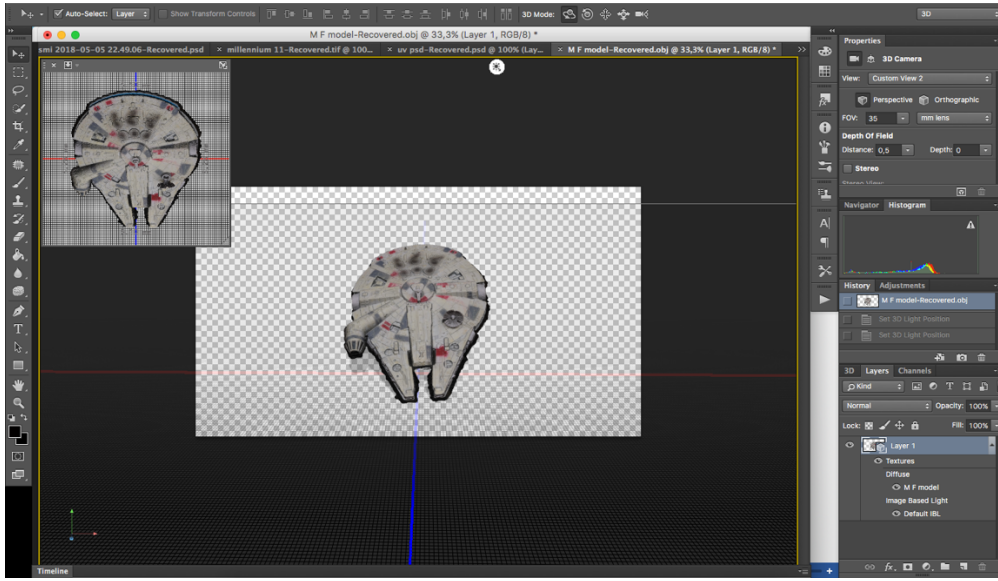 Auto-Select: Layer Show Transform Controls 3D Mode: 3D
M F model-Recovered.obj @ 33,3% (Layer 1, RGB/8) *
smi 2018-05-05 22.49.06-Recovered.psd × millennium 11-Recovered.tif @ 100... × uv psd-Recovered.psd @ 100% (Lay... × M F model-Recovered.obj @ 33,3% (Layer 1, RGB/8) *
Properties
3D Camera
View: Custom View 2
Perspective Orthographic
FOV: 35 mm lens
Depth Of Field
Distance: 0,5 Depth: 0
Stereo
Stereo View:
Navigator Histogram
History Adjustments
M F model-Recovered.obj
Set 3D Light Position
Set 3D Light Position
3D Layers Channels
Kind
Normal Opacity: 100%
Lock: Fill: 100%
Layer 1
Textures
Diffuse
M F model
Image Based Light
Default IBL
Timeline